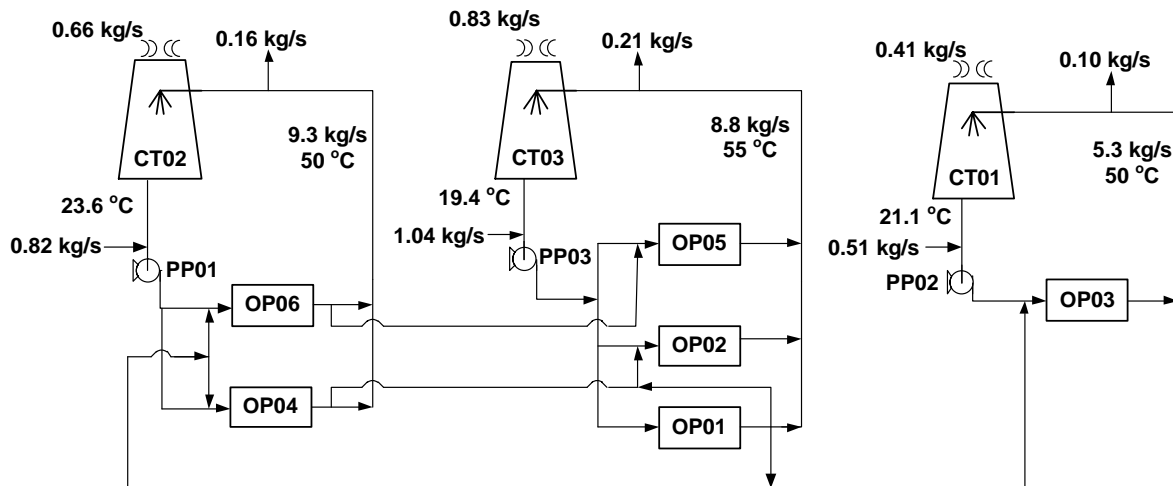 0.66 kg/s
0.16 kg/s
CT02
9.3 kg/s
50 °C
23.6 °C
0.82 kg/s
PP01
OP06
OP04
0.83 kg/s
0.21 kg/s
CT03
8.8 kg/s
55 °C
19.4 °C
1.04 kg/s
PP03
OP05
OP02
OP01
0.41 kg/s
0.10 kg/s
CT01
5.3 kg/s
50 °C
21.1 °C
0.51 kg/s
PP02
OP03